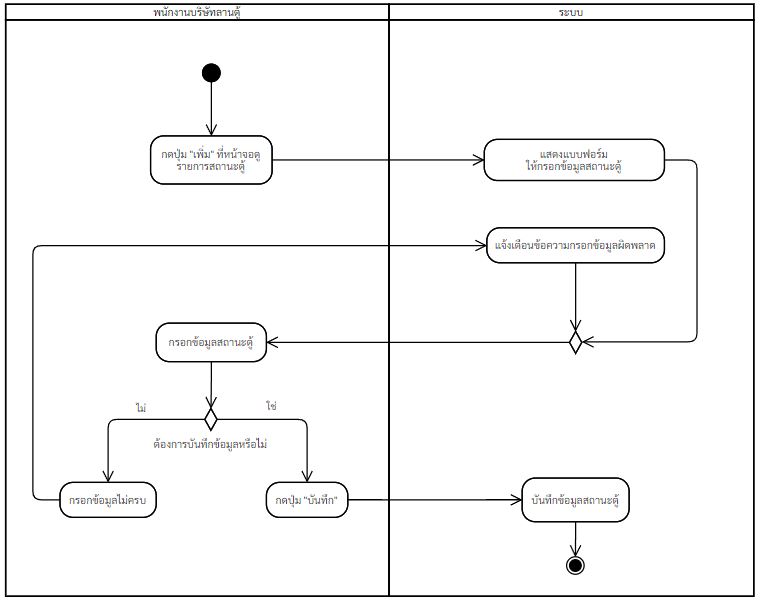 พนักงานบริษัทลานตู้
ระบบ
กดปุ่ม "เพิ่ม" ที่หน้าจอดู
รายการสถานะตู้
แสดงแบบฟอร์ม
ให้กรอกข้อมูลสถานะตู้
แจ้งเตือนข้อความกรอกข้อมูลผิดพลาด
กรอกข้อมูลสถานะตู้
ไม่
ใช่
ต้องการบันทึกข้อมูลหรือไม่
กรอกข้อมูลไม่ครบ
กดปุ่ม "บันทึก"
บันทึกข้อมูลสถานะตู้